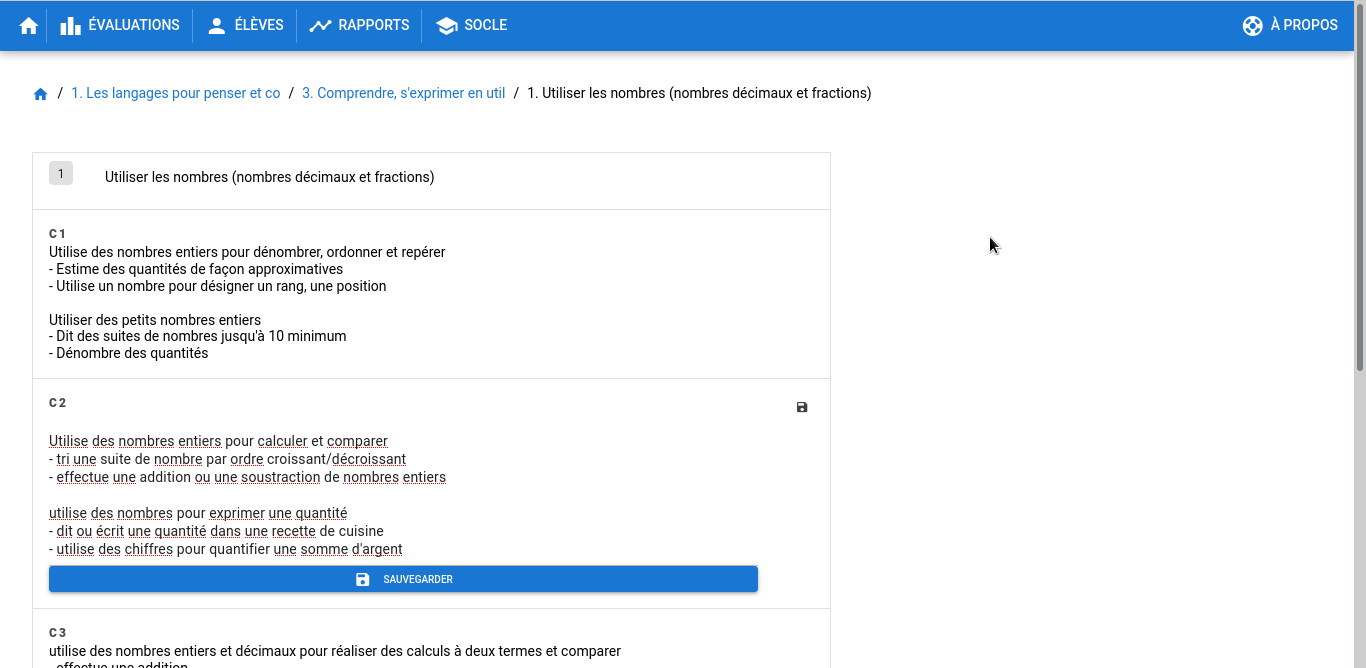 ÉVALUATIONS ÉLÈVES RAPPORTS SOCLE À PROPOS
/ 1. Les langages pour penser et co / 3. Comprendre, s'exprimer en util / 1. Utiliser les nombres (nombres décimaux et fractions)
1 Utiliser les nombres (nombres décimaux et fractions)
C1
Utilise des nombres entiers pour dénombrer, ordonner et repérer
- Estime des quantités de façon approximatives
- Utilise un nombre pour désigner un rang, une position
Utiliser des petits nombres entiers
- Dit des suites de nombres jusqu'à 10 minimum
- Dénombre des quantités
C2
Utilise des nombres entiers pour calculer et comparer
- tri une suite de nombre par ordre croissant/décroissant
- effectue une addition ou une soustraction de nombres entiers
utilise des nombres pour exprimer une quantité
- dit ou écrit une quantité dans une recette de cuisine
- utilise des chiffres pour quantifier une somme d'argent
SAUVEGARDER
C3
utilise des nombres entiers et décimaux pour réaliser des calculs à deux termes et comparer
- effectue une addition